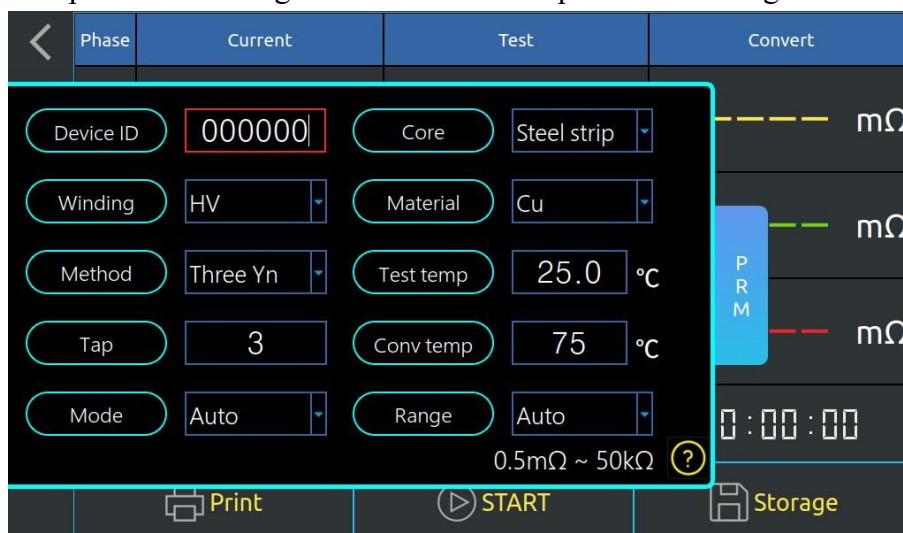 Phase Current Test Convert
Device ID 000000 Core Steel strip mΩ
Winding HV Material Cu mΩ
Method Three Yn Test temp 25.0 ℃
PRM
Tap 3 Conv temp 75 ℃ mΩ
Mode Auto Range Auto 0:00:00
0.5mΩ ~ 50kΩ ?
Print START Storage